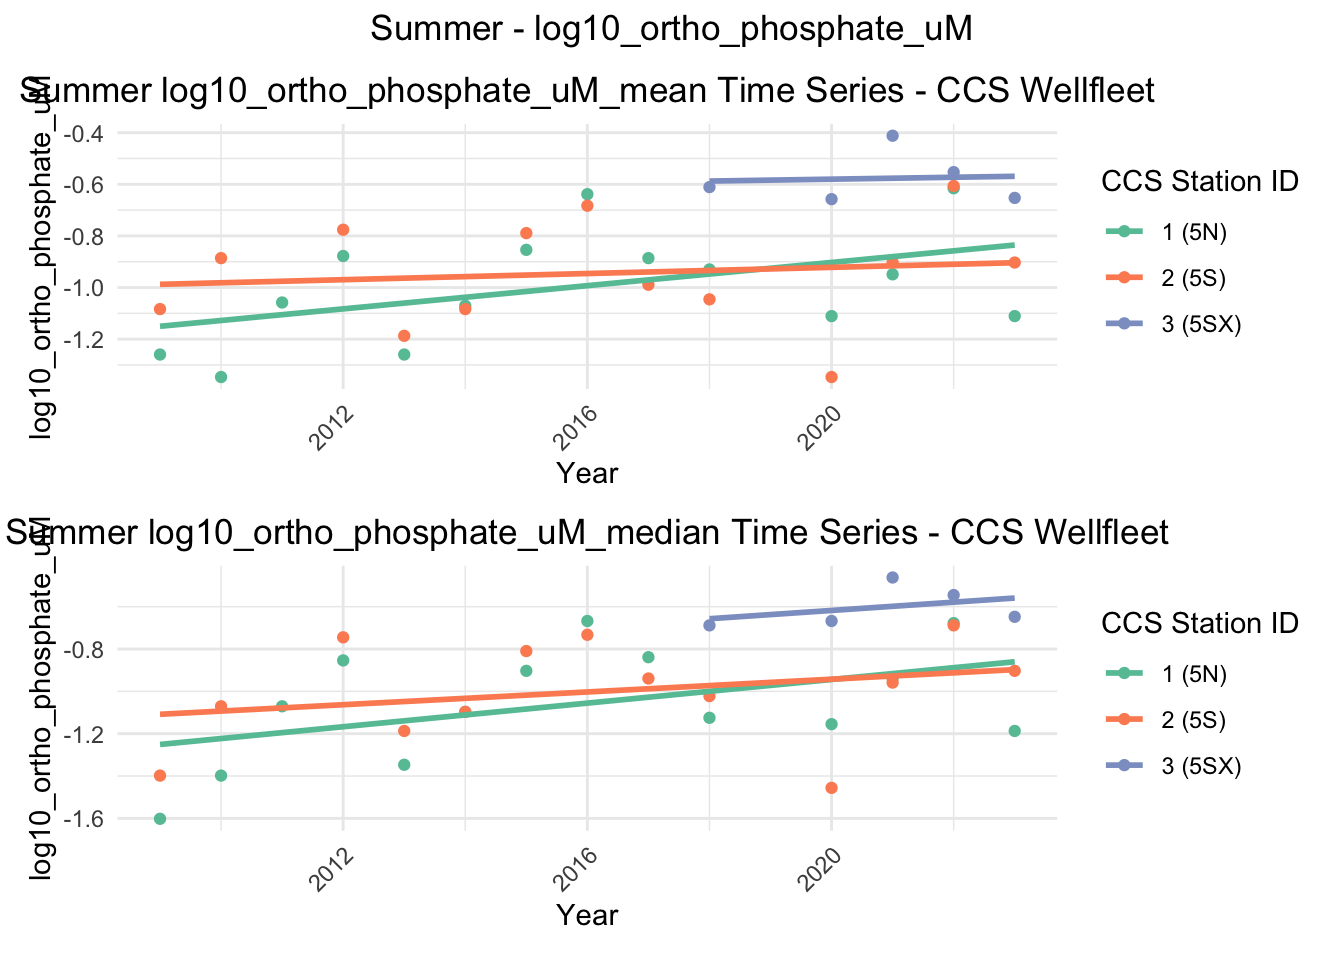 Summer - log10_ortho_phosphate_uM
Summer log10_ortho_phosphate_uM_mean Time Series - CCS Wellfleet
log10_ortho_phosphate_uM
-0.4
-0.6
-0.8
-1.0
-1.2
2012
2016
2020
Year
CCS Station ID
1 (5N)
2 (5S)
3 (5SX)
Summer log10_ortho_phosphate_uM_median Time Series - CCS Wellfleet
log10_ortho_phosphate_uM
-0.8
-1.2
-1.6
2012
2016
2020
Year
CCS Station ID
1 (5N)
2 (5S)
3 (5SX)